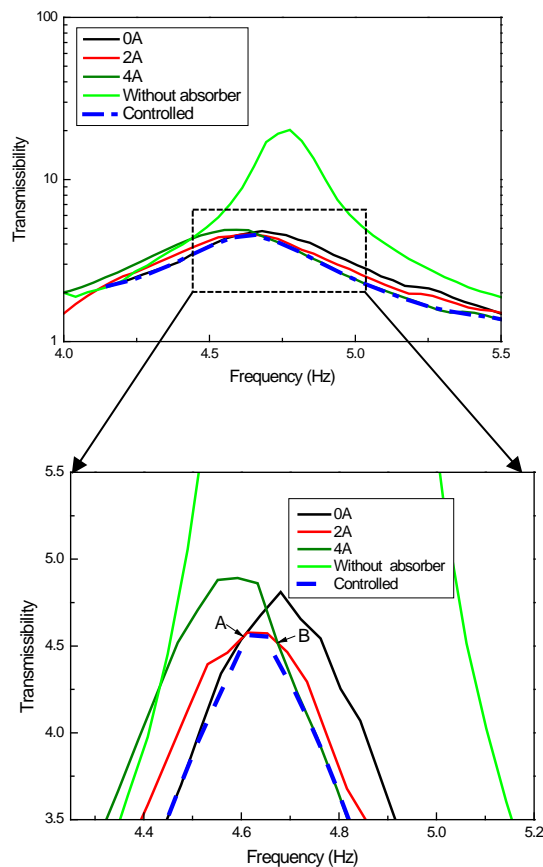 100
0A
2A
4A
Without absorber
Controlled
Transmissibility
10
1
4.0 4.5 5.0 5.5
Frequency (Hz)
5.5
0A
2A
4A
Without absorber
Controlled
5.0
A
B
4.5
Transmissibility
4.0
3.5
4.4 4.6 4.8 5.0 5.2
Frequency (Hz)